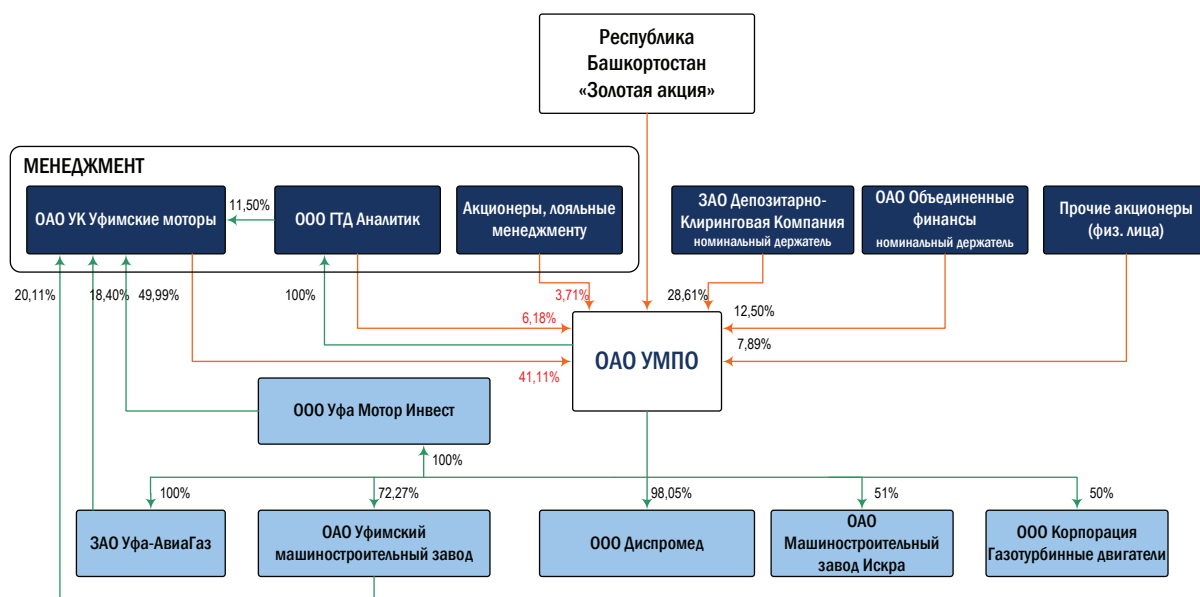 Республика
Башкортостан
«Золотая акция»
МЕНЕДЖМЕНТ
ОАО УК Уфимские моторы
11,50%
ООО ГТД Аналитик
Акционеры, лояльные
менеджменту
ЗАО Депозитарно-
Клиринговая Компания
номинальный держатель
ОАО Объединенные
финансы
номинальный держатель
Прочие акционеры
(физ. лица)
20,11%
18,40%
49,99%
100%
3,71%
28,61%
6,18%
12,50%
7,89%
41,11%
ОАО УМПО
ООО Уфа Мотор Инвест
100%
100%
72,27%
98,05%
51%
50%
ЗАО Уфа-АвиаГаз
ОАО Уфимский
машиностроительный завод
ООО Диспромед
ОАО
Машиностроительный
завод Искра
ООО Корпорация
Газотурбинные двигатели